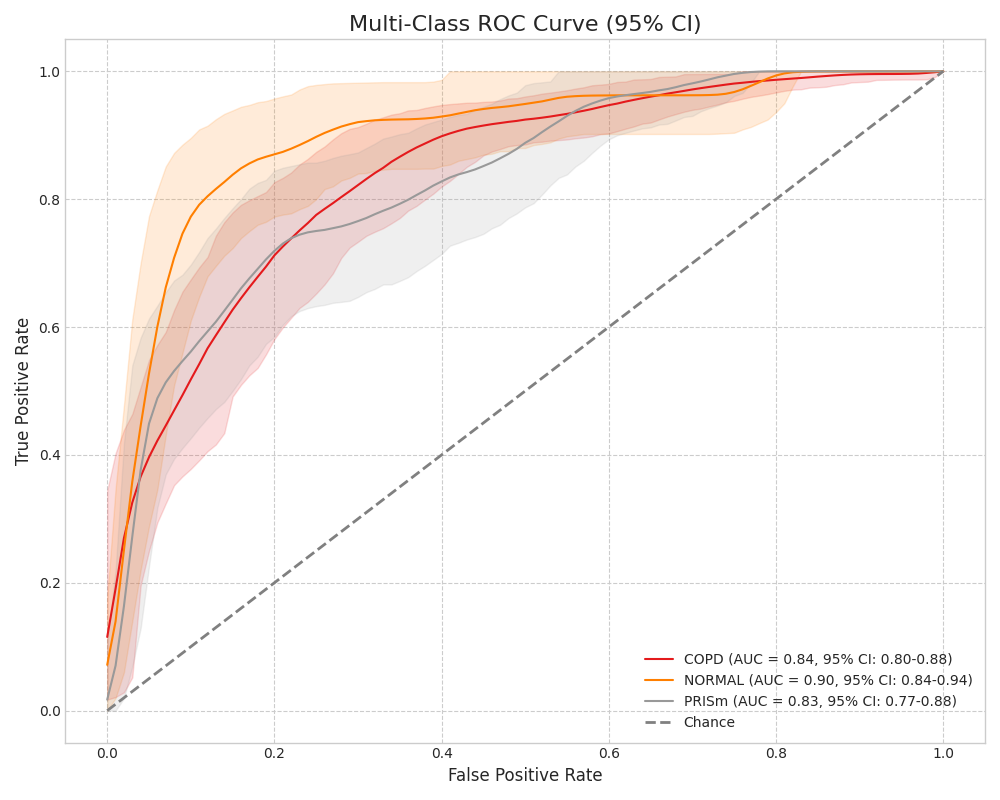 Multi-Class ROC Curve (95% CI)
True Positive Rate
1.0
0.8
0.6
0.4
0.2
0.0
COPD (AUC = 0.84, 95% CI: 0.80-0.88)
NORMAL (AUC = 0.90, 95% CI: 0.84-0.94)
PRISm (AUC = 0.83, 95% CI: 0.77-0.88)
Chance
0.0 0.2 0.4 0.6 0.8 1.0
False Positive Rate